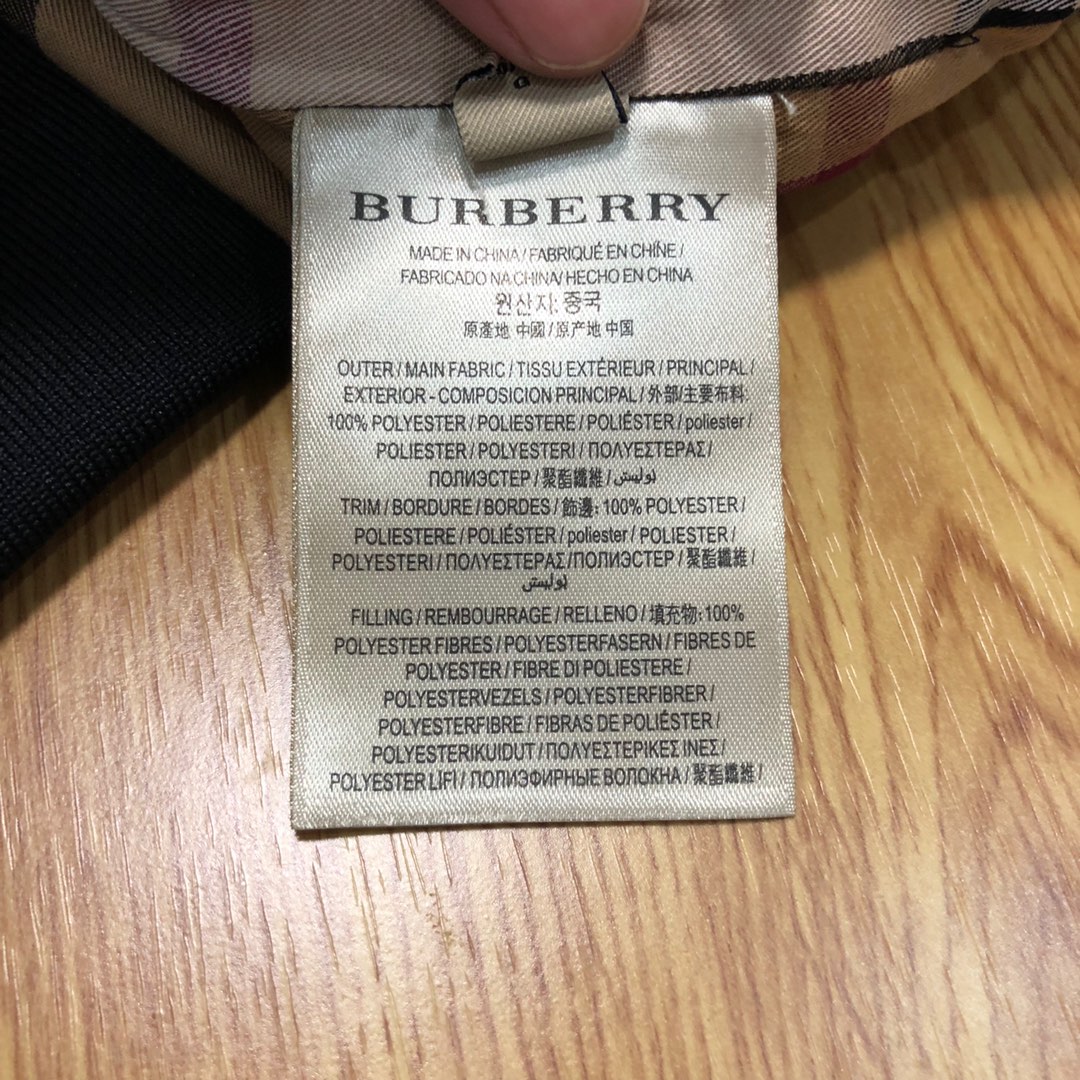 BURBERRY
MADE IN CHINA / FABRIQUÉ EN CHINE /
FABRICADO NA CHINA/ HECHO EN CHINA
원산지: 중국
原產地 中國 / 原产地 中国
OUTER / MAIN FABRIC / TISSU EXTÉRIEUR / PRINCIPAL /
EXTERIOR - COMPOSICION PRINCIPAL / 外部/主要布料:
100% POLYESTER / POLIESTERE / POLIÉSTER / poliester /
POLIESTER / POLYESTERI / ΠΟΛΥΕΣΤΕΡΑΣ /
ПОЛИЭСТЕР / 聚酯纖維 / بوليستر /
TRIM / BORDURE / BORDES / 飾邊: 100% POLYESTER /
POLIESTERE / POLIÉSTER / poliester / POLIESTER /
POLYESTERI / ΠΟΛΥΕΣΤΕΡΑΣ /ПОЛИЭСТЕР / 聚酯纖維 /
بوليستر
FILLING / REMBOURRAGE / RELLENO / 填充物: 100%
POLYESTER FIBRES / POLYESTERFASERN / FIBRES DE
POLYESTER / FIBRE DI POLIESTERE /
POLYESTERVEZELS / POLYESTERFIBRER /
POLYESTERFIBRE / FIBRAS DE POLIÉSTER /
POLYESTERIKUIDUT / ΠΟΛΥΕΣΤΕΡΙΚΕΣ ΙΝΕΣ /
POLYESTER LIFİ / ПОЛИЭФИРНЫЕ ВОЛОКНА / 聚酯纖維 /